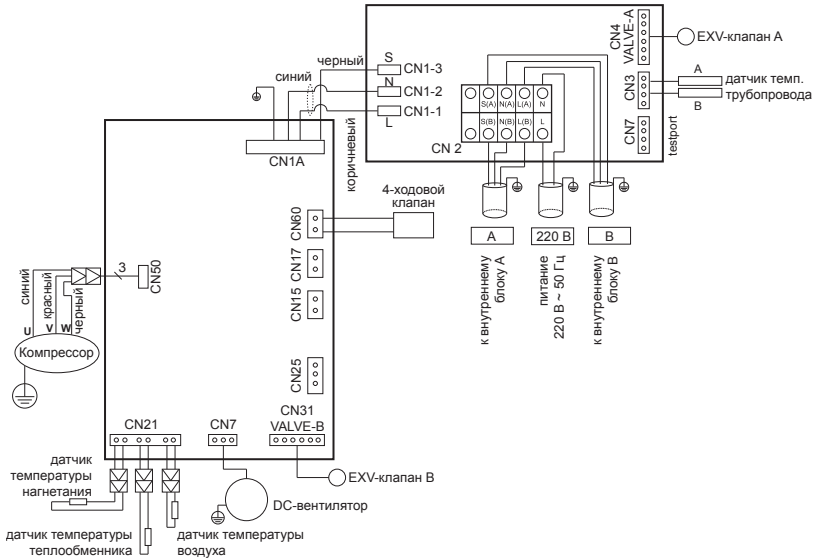 черный
синий
коричневый
S
N
L
CN1-3
CN1-2
CN1-1
CN4
VALVE-A
EXV-клапан A
CN3
A
датчик темп.
трубопровода
B
CN7
testport
S(A) N(A) L(A) N
S(B) N(B) L(B) L
CN 2
A
220 В
B
к внутреннему
блоку A
питание
220 В ~ 50 Гц
к внутреннему
блоку B
CN1A
CN60
4-ходовой
клапан
CN17
CN15
CN25
3
CN50
синий
красный
черный
U
V
W
Компрессор
CN21
CN7
CN31
VALVE-B
датчик
температуры
нагнетания
EXV-клапан B
DC-вентилятор
датчик температуры
теплообменника
датчик температуры
воздуха